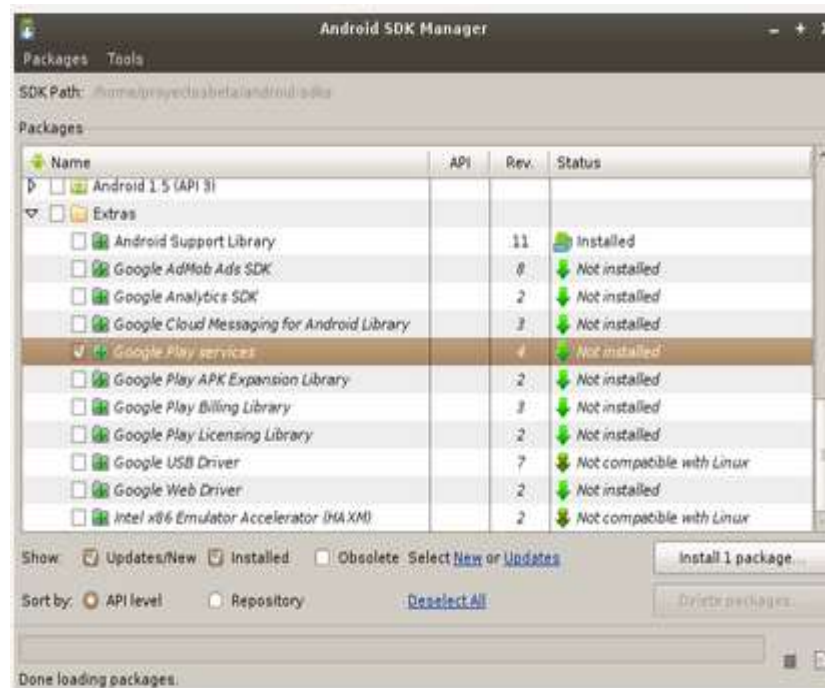 Android SDK Manager
Packages Tools
SDK Path: /home/proyectoabeta/android-sdks
Packages
Name API Rev. Status
Android 1.5 (API 3)
Extras
Android Support Library 11 Installed
Google AdMob Ads SDK 8 Not installed
Google Analytics SDK 2 Not installed
Google Cloud Messaging for Android Library 3 Not installed
Google Play services 4 Not installed
Google Play APK Expansion Library 2 Not installed
Google Play Billing Library 3 Not installed
Google Play Licensing Library 2 Not installed
Google USB Driver 7 Not compatible with Linux
Google Web Driver 2 Not installed
Intel x86 Emulator Accelerator (HAXM) 2 Not compatible with Linux
Show: Updates/New Installed Obsolete Select New or Updates Install 1 package...
Sort by: API level Repository Deselect All Delete packages...
Done loading packages.